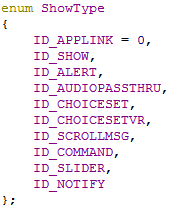 enum ShowType
{
ID_APPLINK = 0,
ID_SHOW,
ID_ALERT,
ID_AUDIOPASSTHRU,
ID_CHOICESET,
ID_CHOICESETVR,
ID_SCROLLMSG,
ID_COMMAND,
ID_SLIDER,
ID_NOTIFY
};